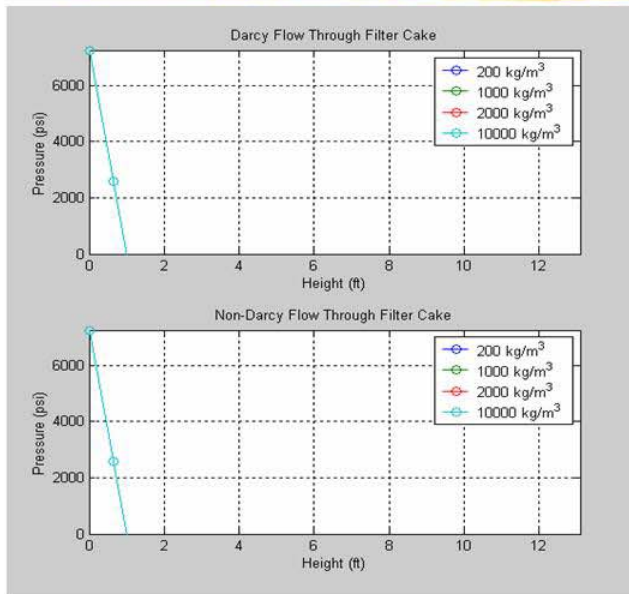 Darcy Flow Through Filter Cake
Pressure (psi)
6000
4000
2000
0
200 kg/m³
1000 kg/m³
2000 kg/m³
10000 kg/m³
0 2 4 6 8 10 12
Height (ft)
Non-Darcy Flow Through Filter Cake
Pressure (psi)
6000
4000
2000
0
200 kg/m³
1000 kg/m³
2000 kg/m³
10000 kg/m³
0 2 4 6 8 10 12
Height (ft)